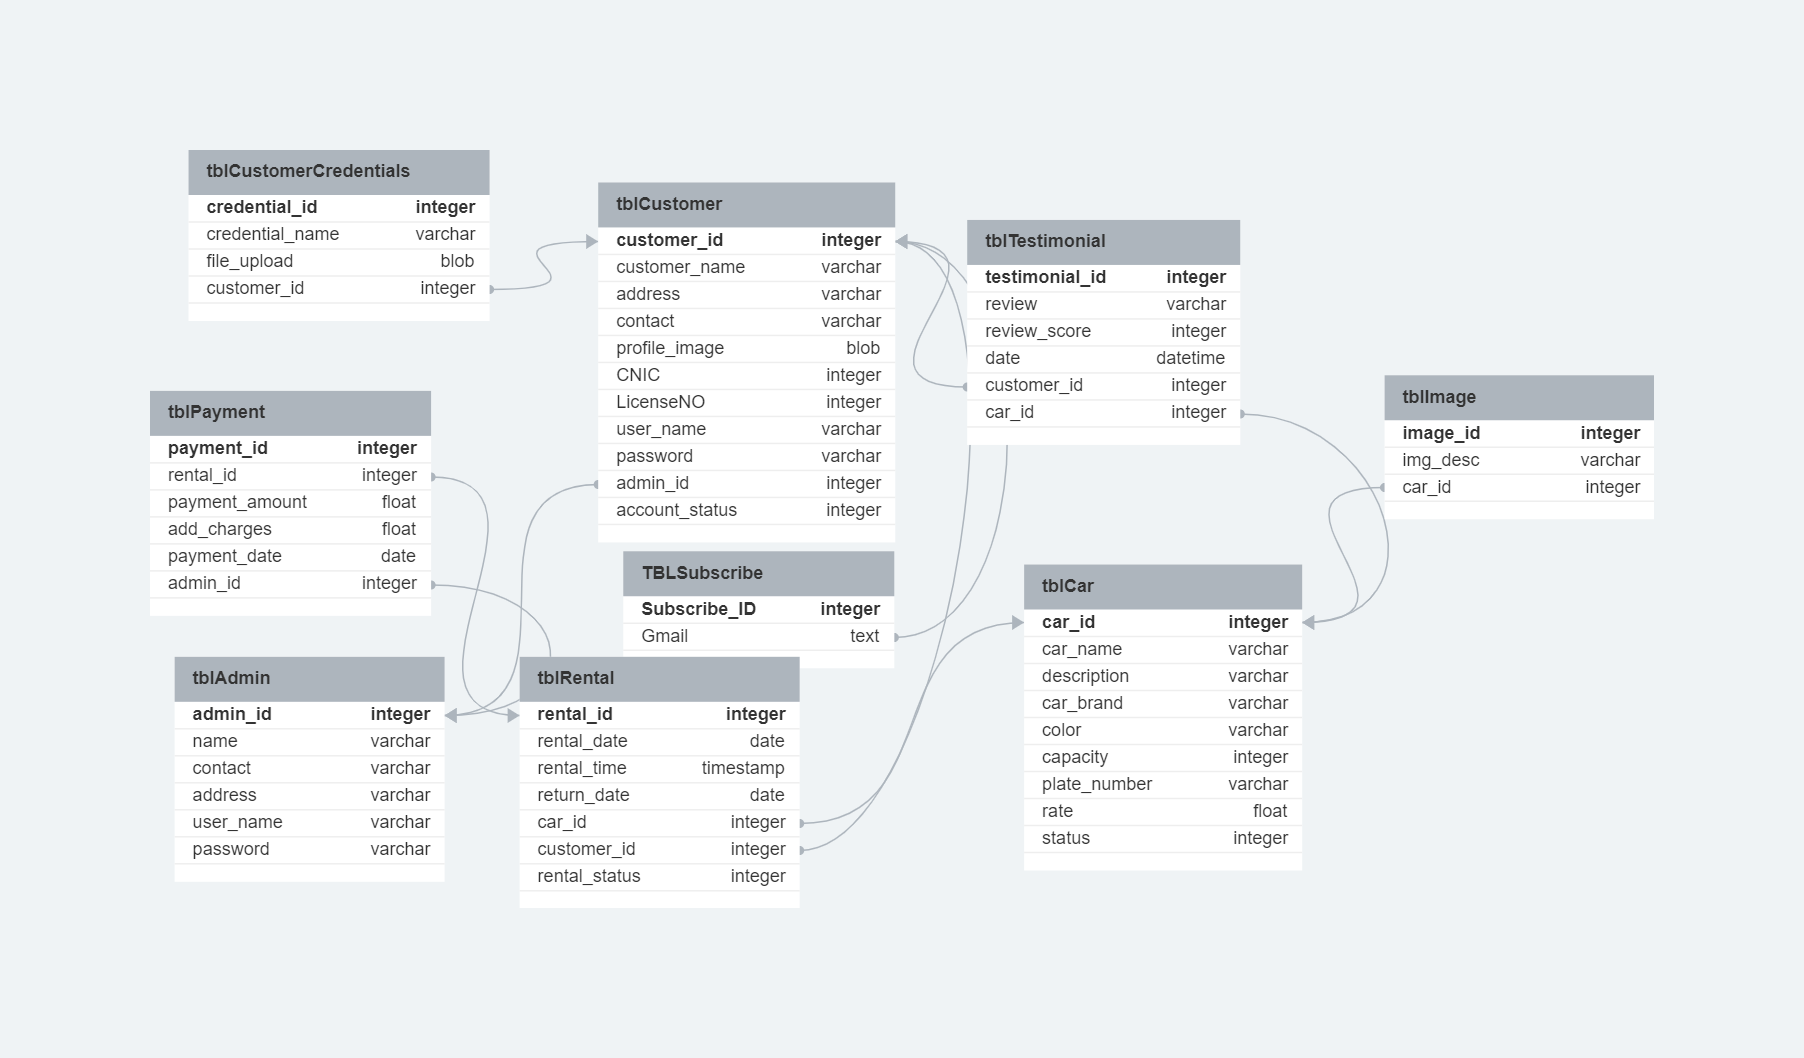 tblCustomerCredentials
credential_id integer
credential_name varchar
file_upload blob
customer_id integer
tblCustomer
customer_id integer
customer_name varchar
address varchar
contact varchar
profile_image blob
CNIC integer
LicenseNO integer
user_name varchar
password varchar
admin_id integer
account_status integer
tblTestimonial
testimonial_id integer
review varchar
review_score integer
date datetime
customer_id integer
car_id integer
tblImage
image_id integer
img_desc varchar
car_id integer
tblPayment
payment_id integer
rental_id integer
payment_amount float
add_charges float
payment_date date
admin_id integer
TBLSubscribe
Subscribe_ID integer
Gmail text
tblCar
car_id integer
car_name varchar
description varchar
car_brand varchar
color varchar
capacity integer
plate_number varchar
rate float
status integer
tblAdmin
admin_id integer
name varchar
contact varchar
address varchar
user_name varchar
password varchar
tblRental
rental_id integer
rental_date date
rental_time timestamp
return_date date
car_id integer
customer_id integer
rental_status integer